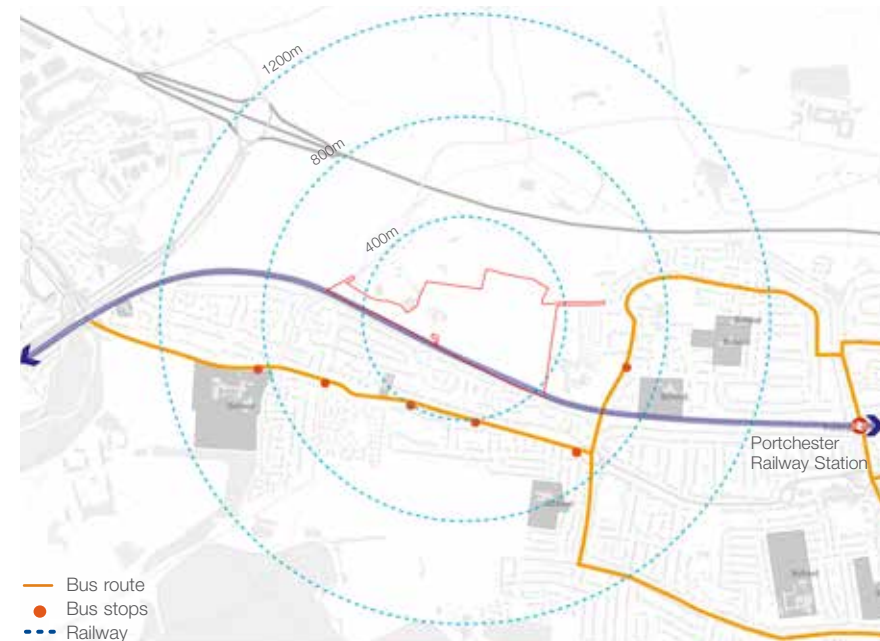 1200m
800m
400m
Portchester
Railway Station
Bus route
Bus stops
Railway